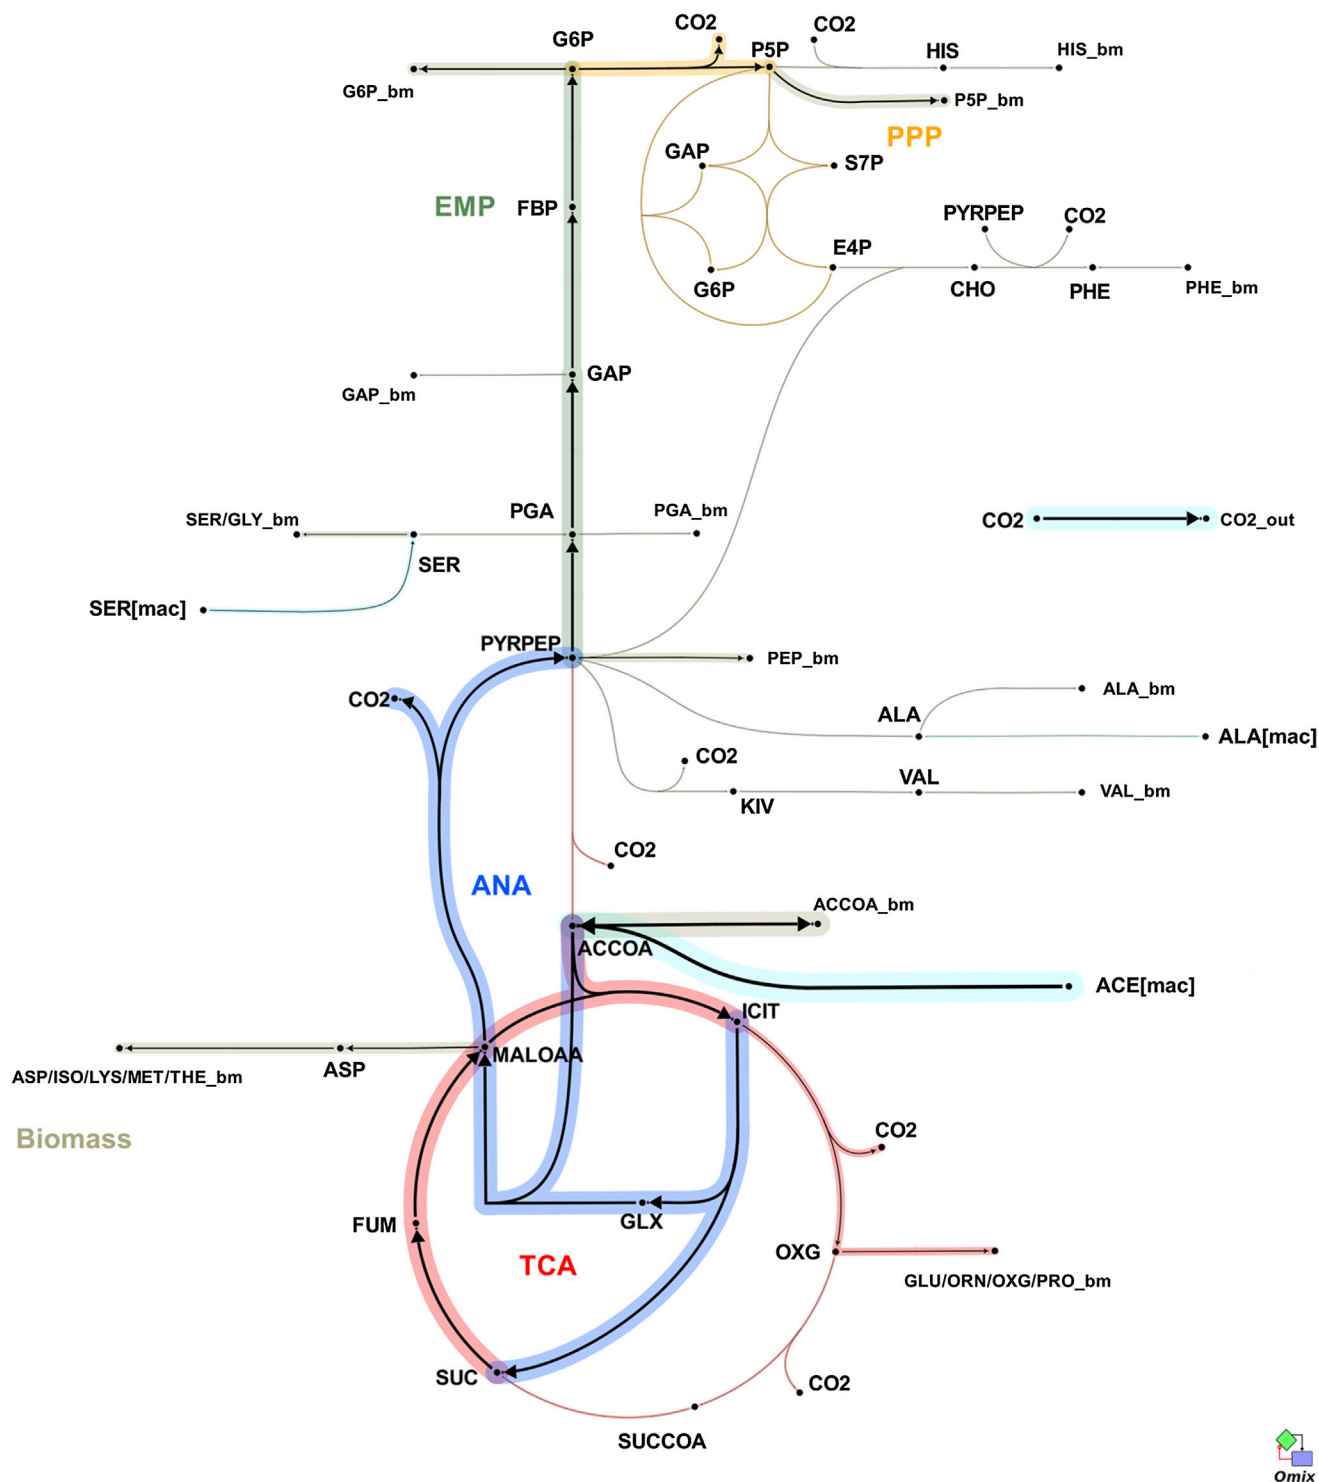 CO2
CO2
G6P
P5P
HIS
HIS_bm
G6P_bm
P5P_bm
PPP
GAP
S7P
EMP
FBP
PYRPEP
CO2
E4P
G6P
CHO
PHE
PHE_bm
GAP
GAP_bm
PGA
PGA_bm
SER/GLY_bm
CO2
CO2_out
SER
SER[mac]
PYRPEP
PEP_bm
CO2
ALA_bm
ALA
ALA[mac]
CO2
VAL
VAL_bm
KIV
CO2
ANA
ACCOA_bm
ACCOA
ACE[mac]
ICIT
MALOAA
ASP
ASP/ISO/LYS/MET/THE_bm
CO2
Biomass
GLX
FUM
OXG
TCA
GLU/ORN/OXG/PRO_bm
SUC
CO2
SUCCOA
Omix